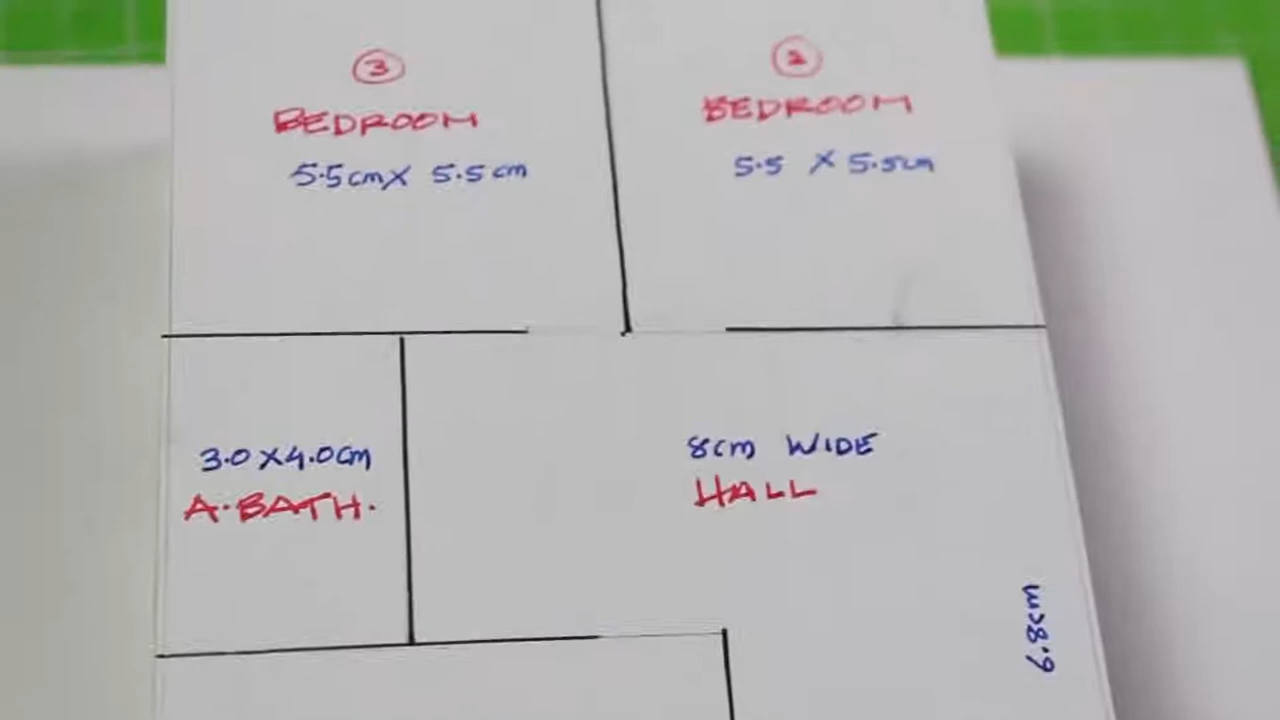 3
BEDROOM
5.5cm X 5.5cm
2
BEDROOM
5.5 X 5.5cm
3.0 X 4.0cm
A.BATH.
8cm WIDE
HALL
9.8cm